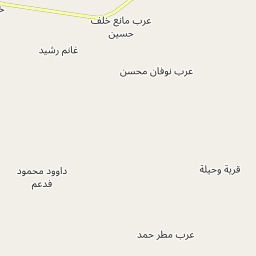 عرب مانع خلف
حسين
غانم رشيد
عرب نوفان محسن
داوود محمود
فدعم
قرية وحيلة
عرب مطر حمد